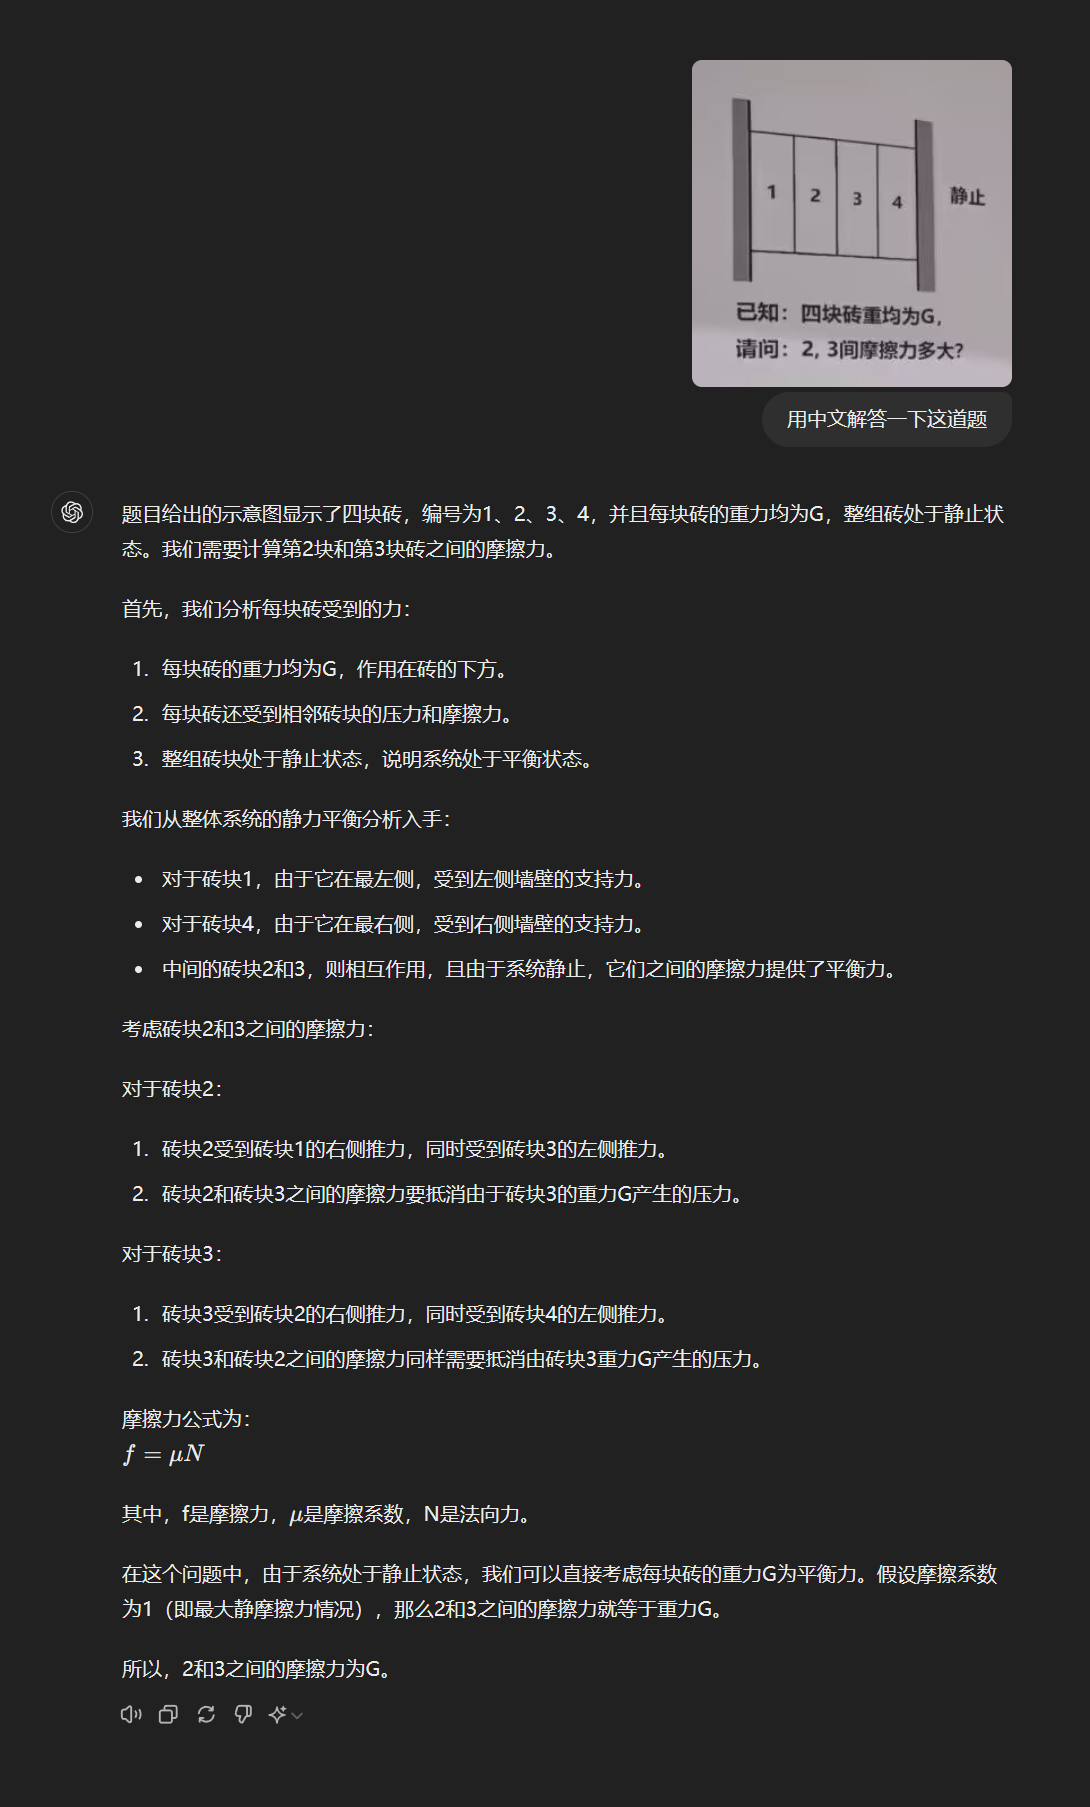 1
2
3
4
静止
已知：四块砖重均为G，
请问：2, 3间摩擦力多大?
用中文解答一下这道题
题目给出的示意图显示了四块砖，编号为1、2、3、4，并且每块砖的重力均为G，整组砖处于静止状
态。我们需要计算第2块和第3块砖之间的摩擦力。
首先，我们分析每块砖受到的力：
1. 每块砖的重力均为G，作用在砖的下方。
2. 每块砖还受到相邻砖块的压力和摩擦力。
3. 整组砖块处于静止状态，说明系统处于平衡状态。
我们从整体系统的静力平衡分析入手：
• 对于砖块1，由于它在最左侧，受到左侧墙壁的支持力。
• 对于砖块4，由于它在最右侧，受到右侧墙壁的支持力。
• 中间的砖块2和3，则相互作用，且由于系统静止，它们之间的摩擦力提供了平衡力。
考虑砖块2和3之间的摩擦力：
对于砖块2：
1. 砖块2受到砖块1的右侧推力，同时受到砖块3的左侧推力。
2. 砖块2和砖块3之间的摩擦力要抵消由于砖块3的重力G产生的压力。
对于砖块3：
1. 砖块3受到砖块2的右侧推力，同时受到砖块4的左侧推力。
2. 砖块3和砖块2之间的摩擦力同样需要抵消由砖块3重力G产生的压力。
摩擦力公式为：
f = μN
其中，f是摩擦力，μ是摩擦系数，N是法向力。
在这个问题中，由于系统处于静止状态，我们可以直接考虑每块砖的重力G为平衡力。假设摩擦系数
为1（即最大静摩擦力情况），那么2和3之间的摩擦力就等于重力G。
所以，2和3之间的摩擦力为G。